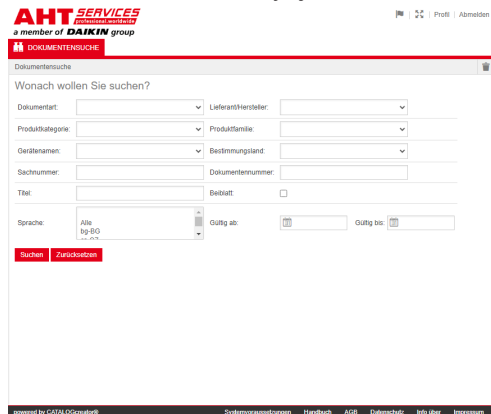 AHT SERVICES
professional.worldwide
a member of DAIKIN group
Profil Abmelden
DOKUMENTENSUCHE
Dokumentensuche
Wonach wollen Sie suchen?
Dokumentart: Lieferant/Hersteller:
Produktkategorie: Produktfamilie:
Gerätenamen: Bestimmungsland:
Sachnummer: Dokumentennummer:
Titel: Beiblatt:
Sprache: Alle Gültig ab: Gültig bis:
bg-BG
Suchen Zurücksetzen
powered by CATALOGcreator® Systemvoraussetzungen Handbuch AGB Datenschutz Info über Impressum